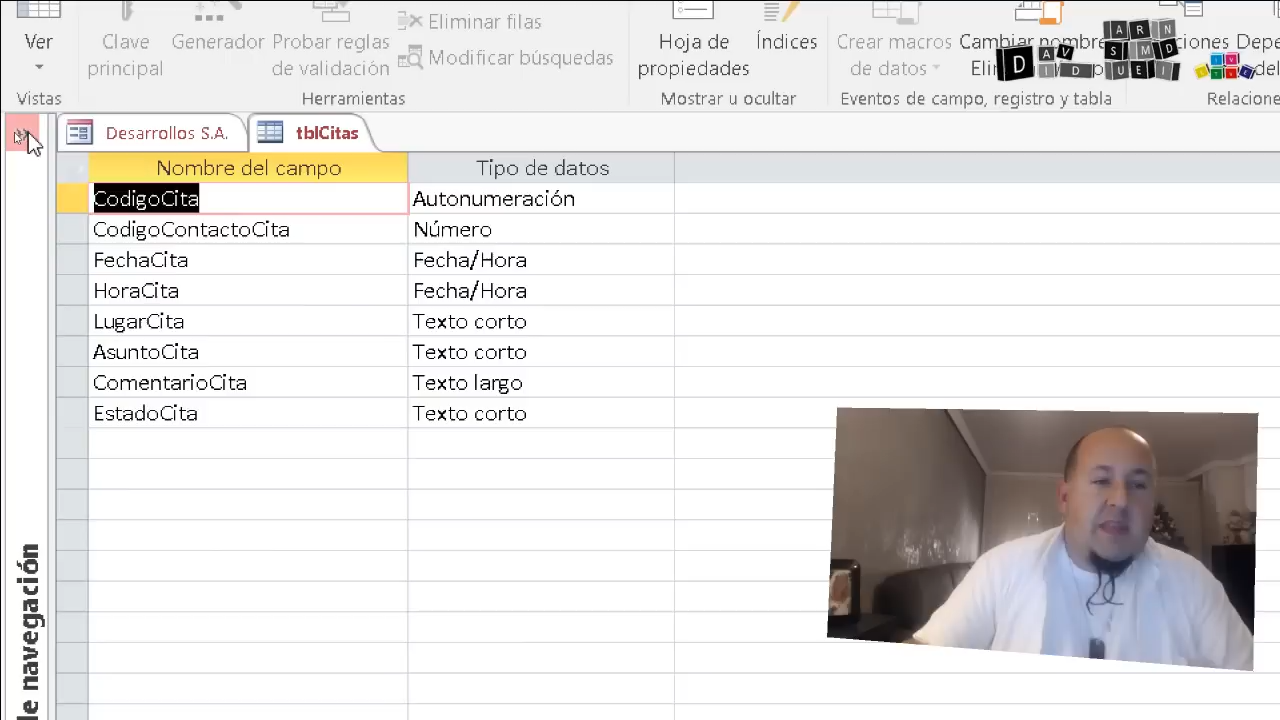 Ver
Clave principal
Generador
Probar reglas de validación
Eliminar filas
Modificar búsquedas
Herramientas
Vistas
Hoja de propiedades
Índices
Mostrar u ocultar
Crear macros de datos
Cambiar nombre
Eventos de campo, registro y tabla
Relacione
Desarrollos S.A.
tblCitas
Nombre del campo
Tipo de datos
CodigoCita
Autonumeración
CodigoContactoCita
Número
FechaCita
Fecha/Hora
HoraCita
Fecha/Hora
LugarCita
Texto corto
AsuntoCita
Texto corto
ComentarioCita
Texto largo
EstadoCita
Texto corto
de navegación